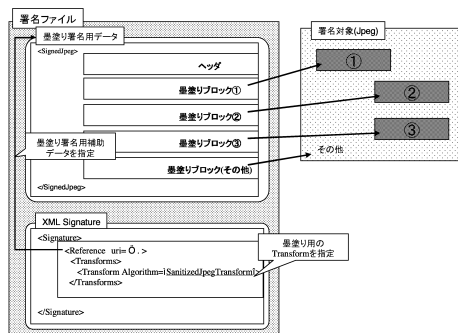 署名ファイル
墨塗り署名用データ
<SignedJpeg>
ヘッダ
墨塗りブロック①
墨塗りブロック②
墨塗りブロック③
墨塗りブロック(その他)
</SignedJpeg>
墨塗り署名用補助
データを指定
署名対象(Jpeg)
①
②
③
その他
XML Signature
<Signature>
<Reference uri= Ô . >
<Transforms>
<Transform Algorithm=ÌSanitizedJpegTransformÌ>
</Transforms>
</Signature>
墨塗り用の
Transformを指定